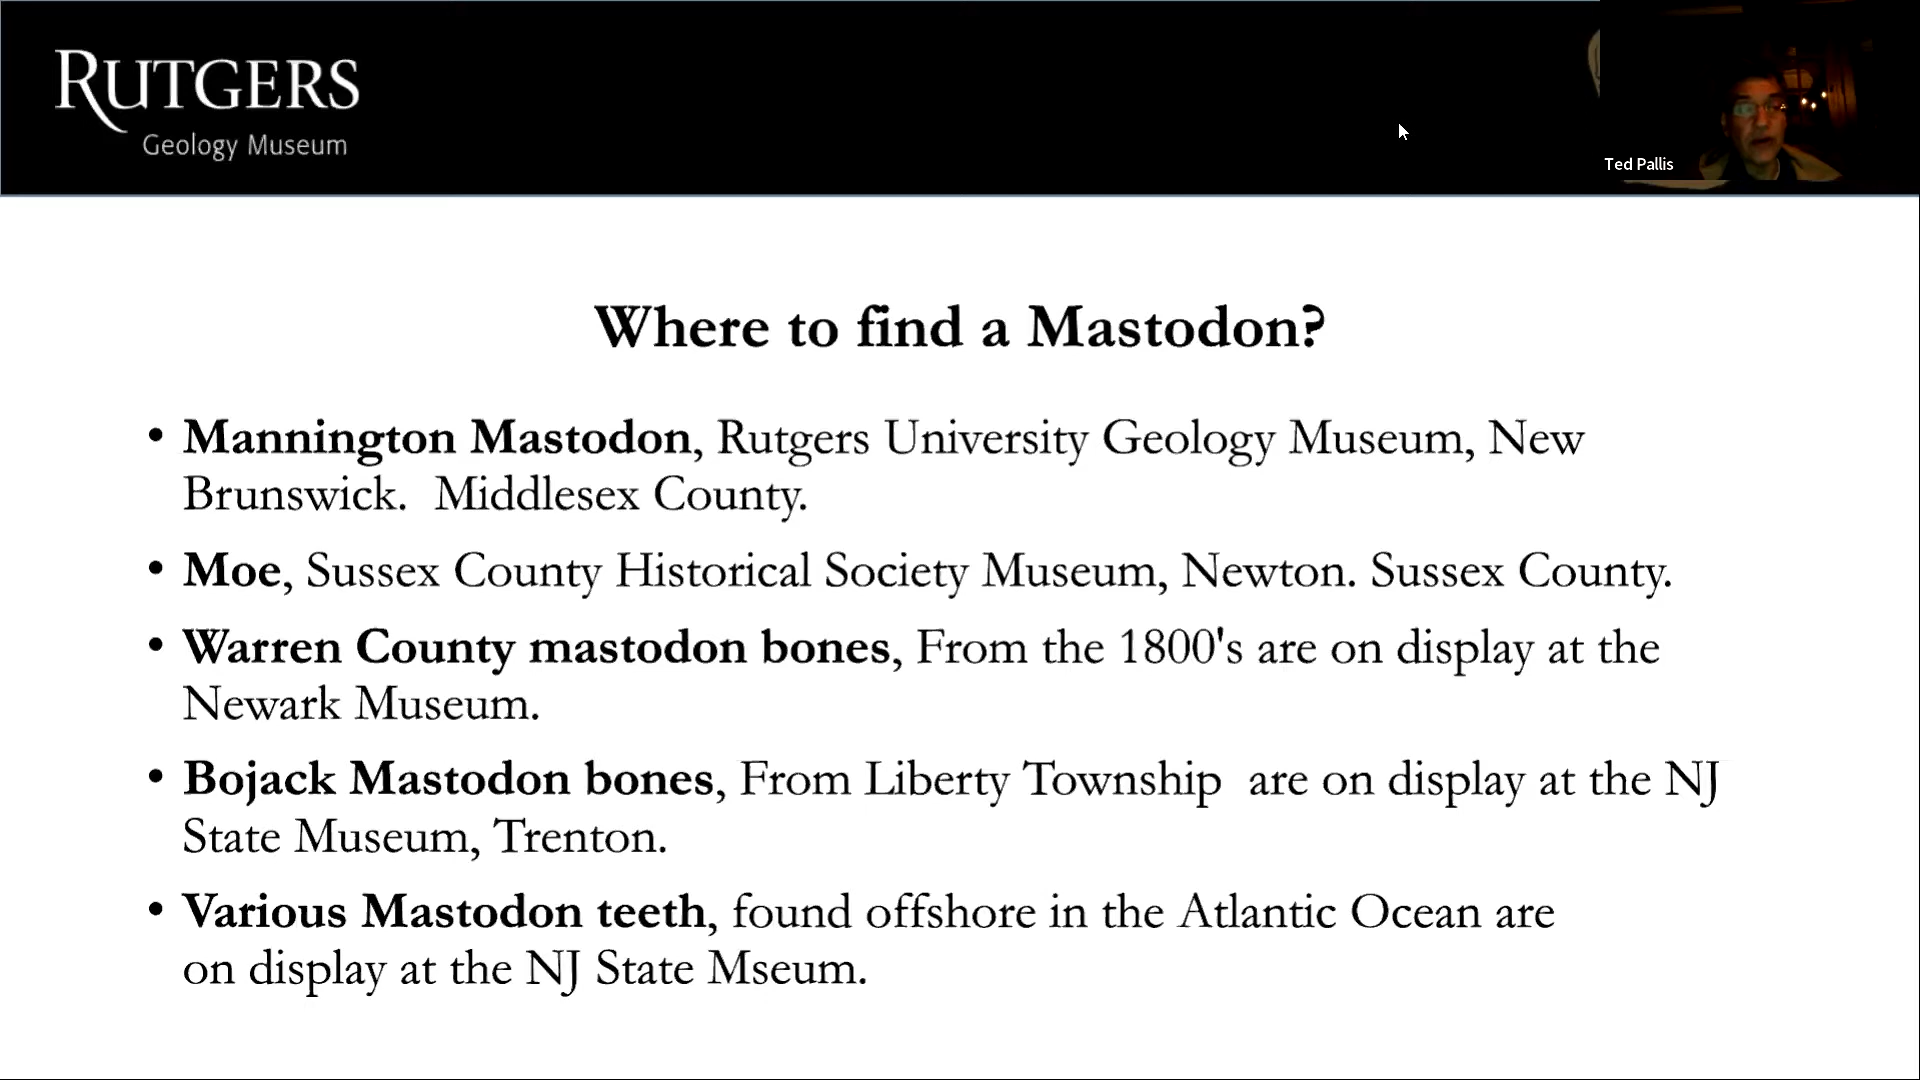 RUTGERS
Geology Museum
Ted Pallis
Where to find a Mastodon?
• Mannington Mastodon, Rutgers University Geology Museum, New
Brunswick.  Middlesex County.
• Moe, Sussex County Historical Society Museum, Newton. Sussex County.
• Warren County mastodon bones, From the 1800's are on display at the
Newark Museum.
• Bojack Mastodon bones, From Liberty Township  are on display at the NJ
State Museum, Trenton.
• Various Mastodon teeth, found offshore in the Atlantic Ocean are
on display at the NJ State Mseum.